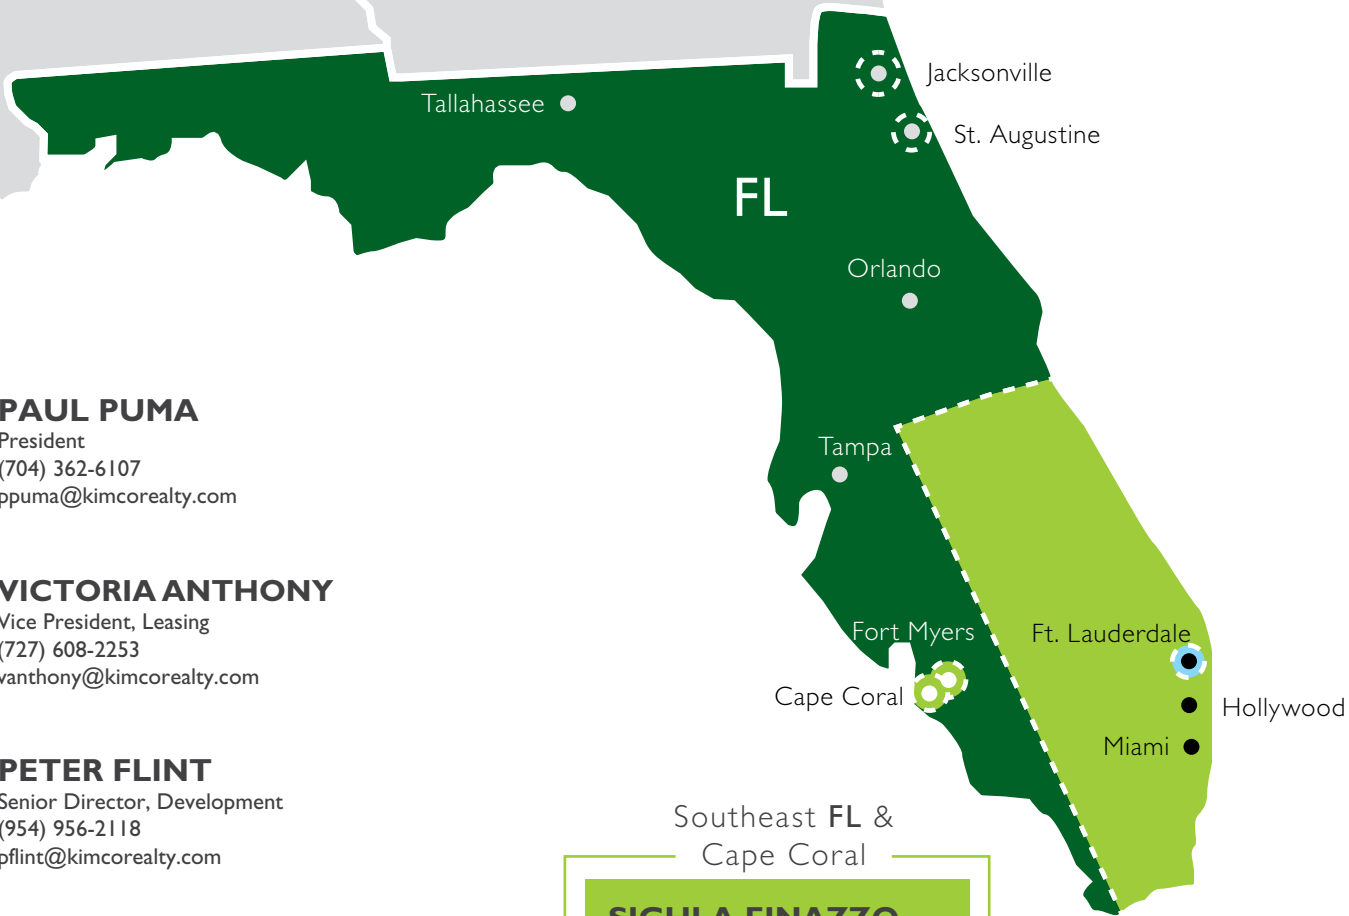 Jacksonville
Tallahassee
St. Augustine
FL
Orlando
PAUL PUMA
President
(704) 362-6107
ppuma@kimcorealty.com
Tampa
VICTORIA ANTHONY
Vice President, Leasing
(727) 608-2253
vanthony@kimcorealty.com
Fort Myers
Ft. Lauderdale
Cape Coral
Hollywood
Miami
PETER FLINT
Senior Director, Development
(954) 956-2118
pflint@kimcorealty.com
Southeast FL &
Cape Coral